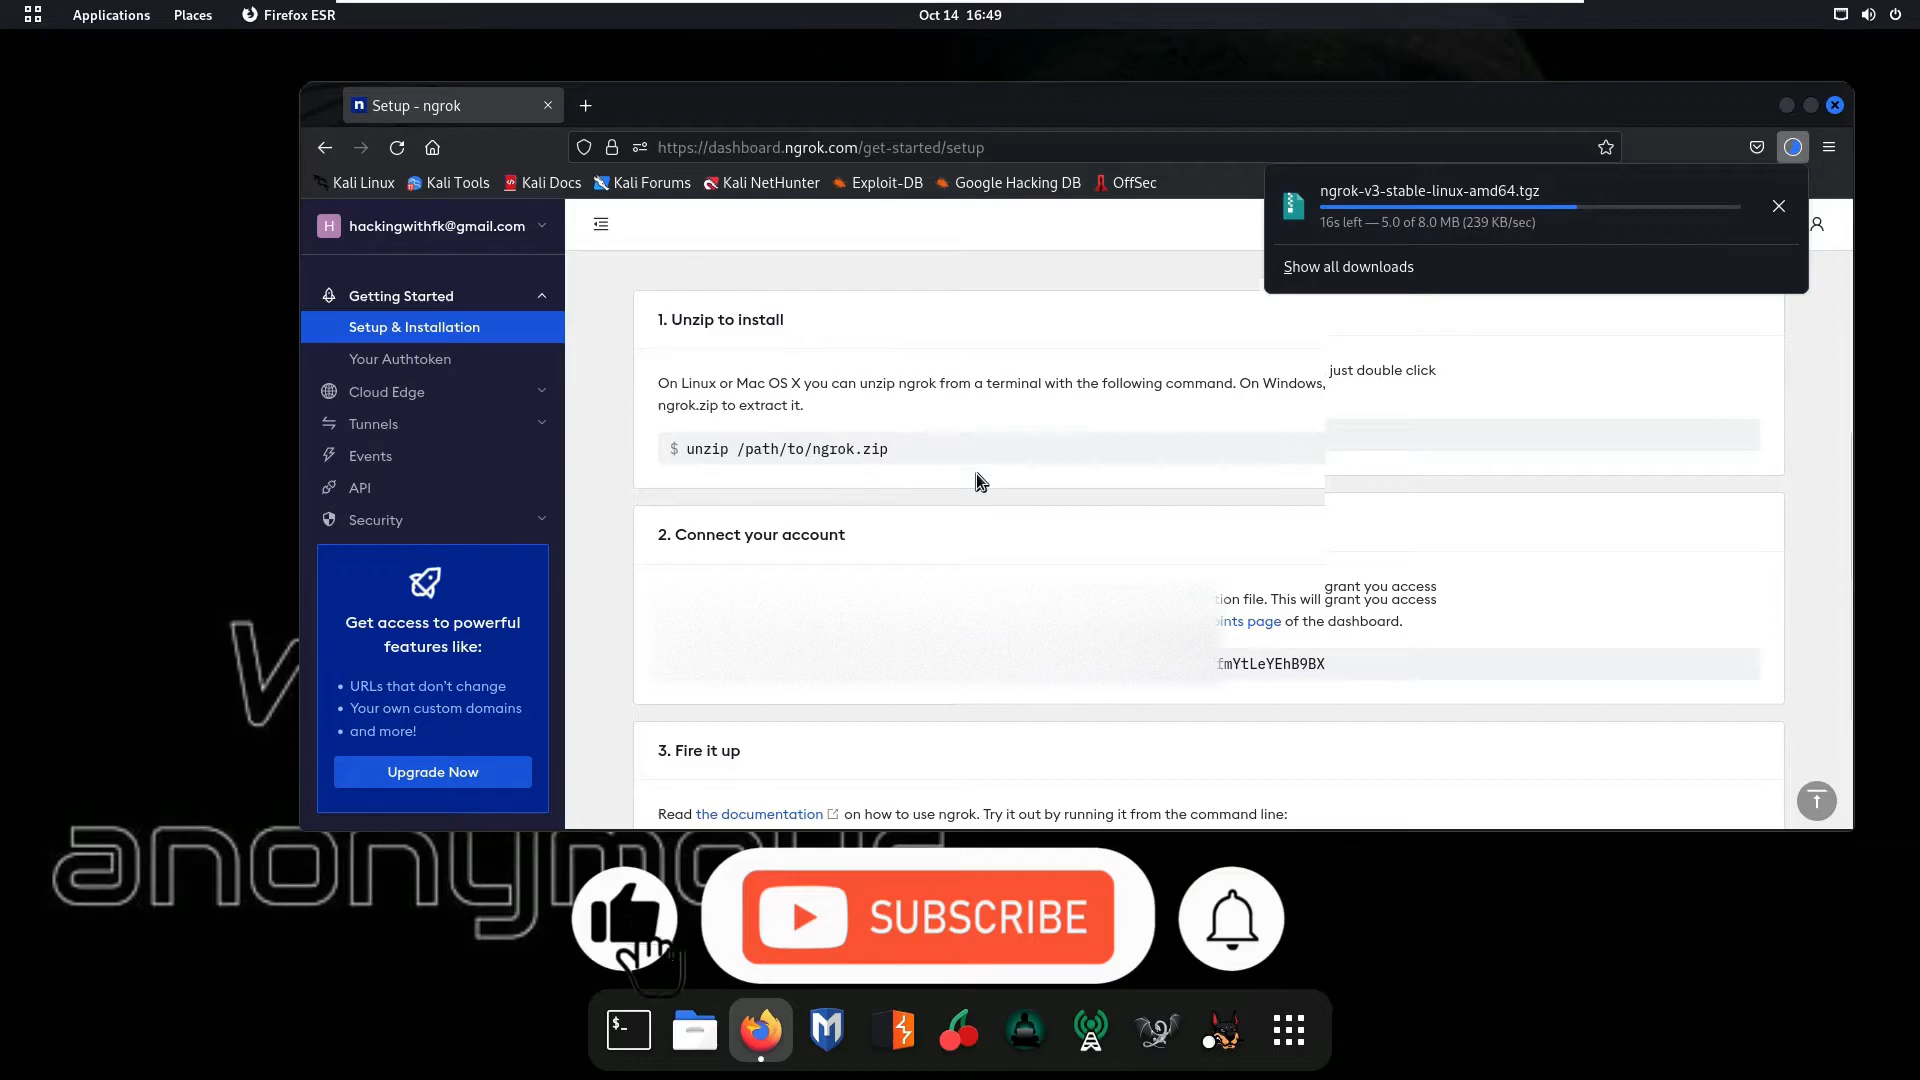 Applications Places Firefox ESR Oct 14 16:49
Setup - ngrok
https://dashboard.ngrok.com/get-started/setup
Kali Linux Kali Tools Kali Docs Kali Forums Kali NetHunter Exploit-DB Google Hacking DB OffSec
ngrok-v3-stable-linux-amd64.tgz
16s left — 5.0 of 8.0 MB (239 KB/sec)
Show all downloads
H hackingwithfk@gmail.com
Getting Started
Setup & Installation
Your Authtoken
Cloud Edge
Tunnels
Events
API
Security
Get access to powerful
features like:
• URLs that don't change
• Your own custom domains
• and more!
Upgrade Now
1. Unzip to install
On Linux or Mac OS X you can unzip ngrok from a terminal with the following command. On Windows, just double click
ngrok.zip to extract it.
$ unzip /path/to/ngrok.zip
2. Connect your account
grant you access
file. This will grant you access
page of the dashboard.
fmYtLeYEhB9BX
3. Fire it up
Read the documentation on how to use ngrok. Try it out by running it from the command line:
anonymous
SUBSCRIBE
$_